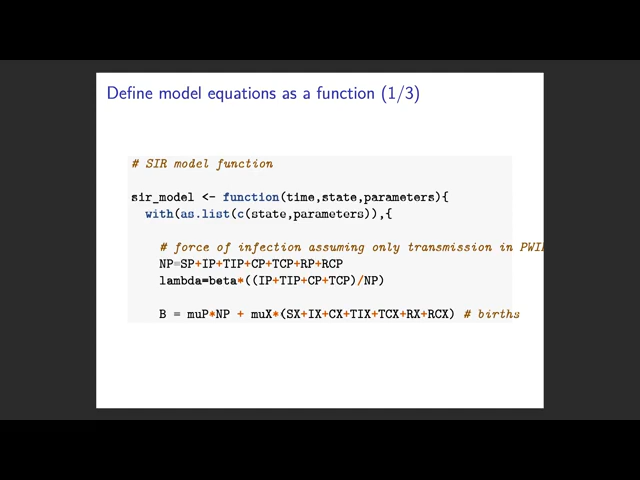 Define model equations as a function (1/3)
# SIR model function
sir_model <- function(time,state,parameters){
with(as.list(c(state,parameters)),{
# force of infection assuming only transmission in
NP=SP+IP+TIP+CP+TCP+RP+RCP
lambda=beta*((IP+TIP+CP+TCP)/NP)
B = muP*NP + muX*(SX+IX+CX+TIX+TCX+RX+RCX) # births